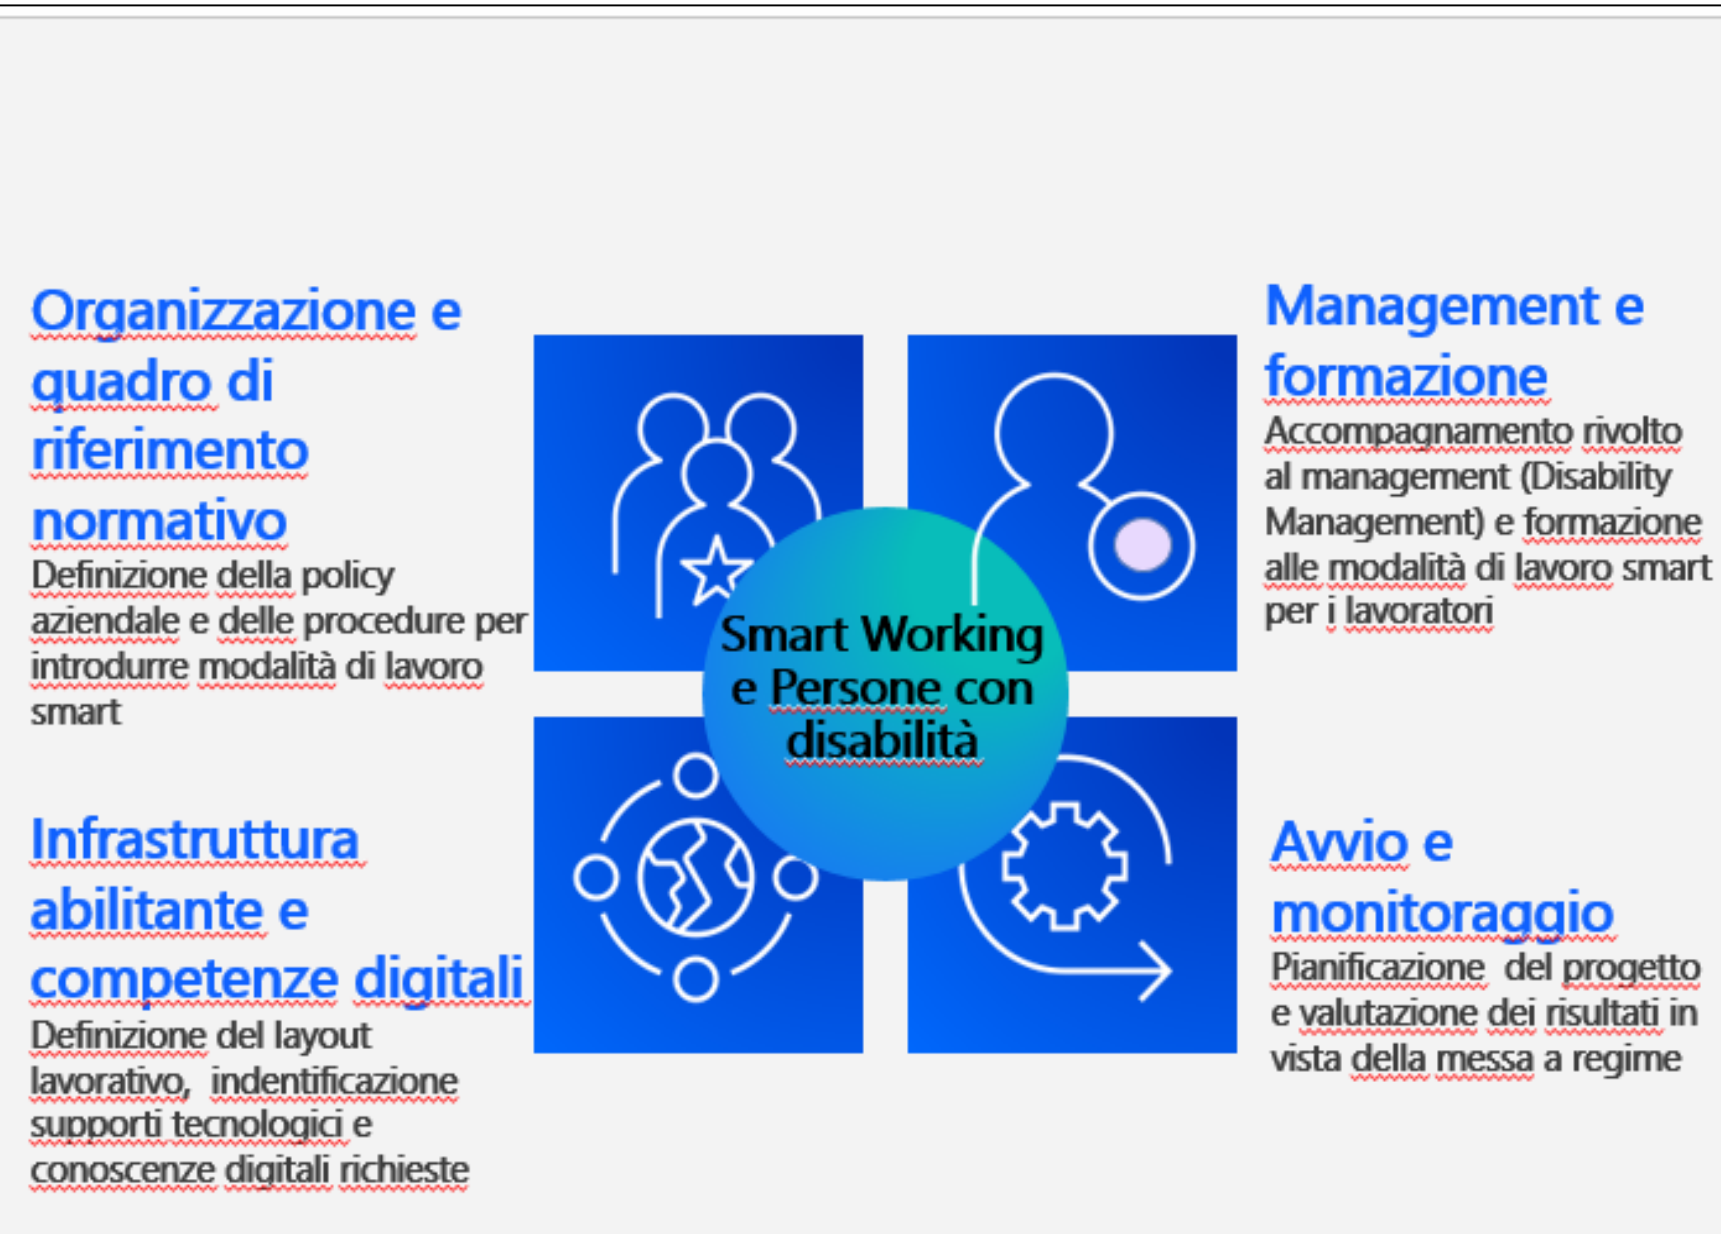 Organizzazione e
quadro di
riferimento
normativo
Definizione della policy
aziendale e delle procedure per
introdurre modalità di lavoro
smart
Management e
formazione
Accompagnamento rivolto
al management (Disability
Management) e formazione
alle modalità di lavoro smart
per i lavoratori
Smart Working
e Persone con
disabilità
Infrastruttura
abilitante e
competenze digitali
Definizione del layout
lavorativo, indentificazione
supporti tecnologici e
conoscenze digitali richieste
Avvio e
monitoraggio
Pianificazione del progetto
e valutazione dei risultati in
vista della messa a regime